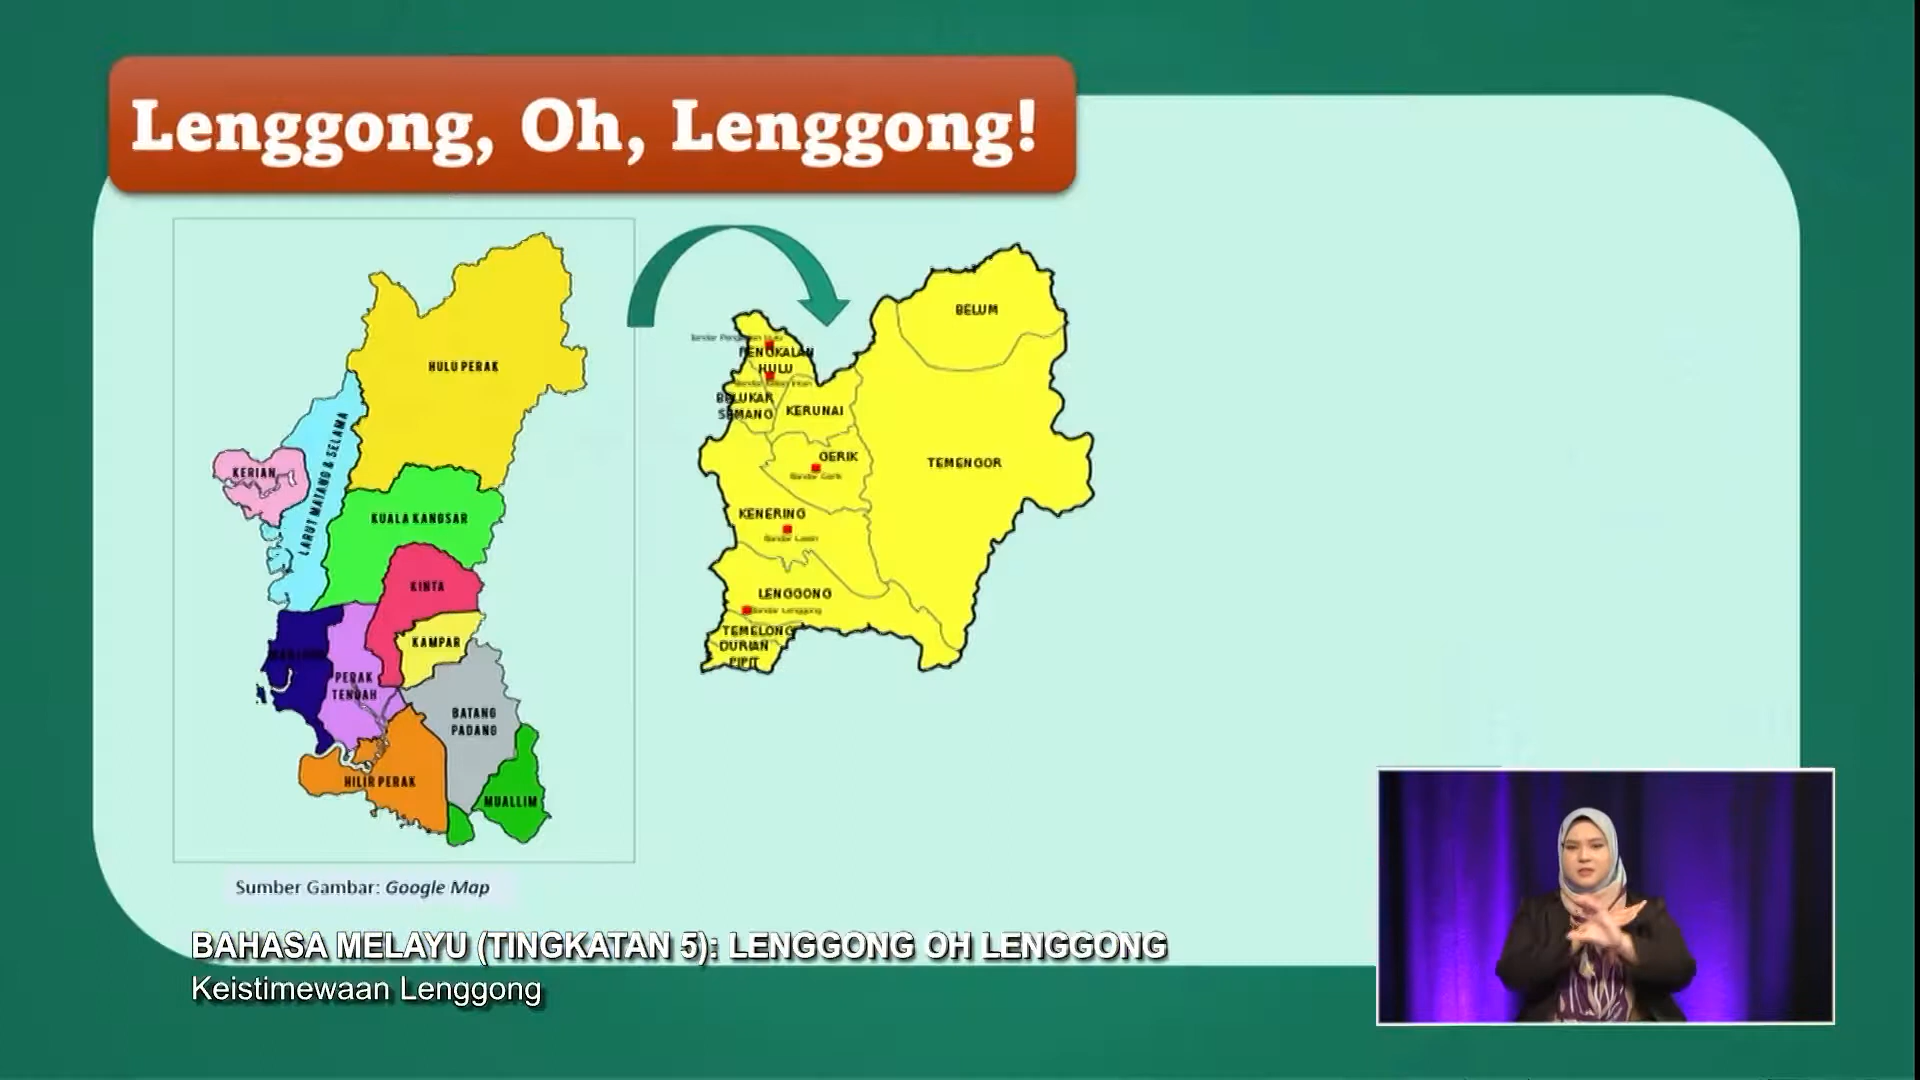 Lenggong, Oh, Lenggong!
HULU PERAK
KERIAN
LARUT MATANG & SELAMA
KUALA KANGSAR
KINTA
KAMPAR
PERAK
TENGAH
BATANG
PADANG
HILIR PERAK
MUALLIM
BELUM
PENGKALAN
HULU
BELUKAR
SEMANG
KERUNAI
GERIK
Bandar Gerik
TEMENGOR
KENERING
Bandar Lawin
LENGGONG
Bandar Lenggong
TEMELONG
DURIAN
PIPIT
Sumber Gambar: Google Map
BAHASA MELAYU (TINGKATAN 5): LENGGONG OH LENGGONG
Keistimewaan Lenggong